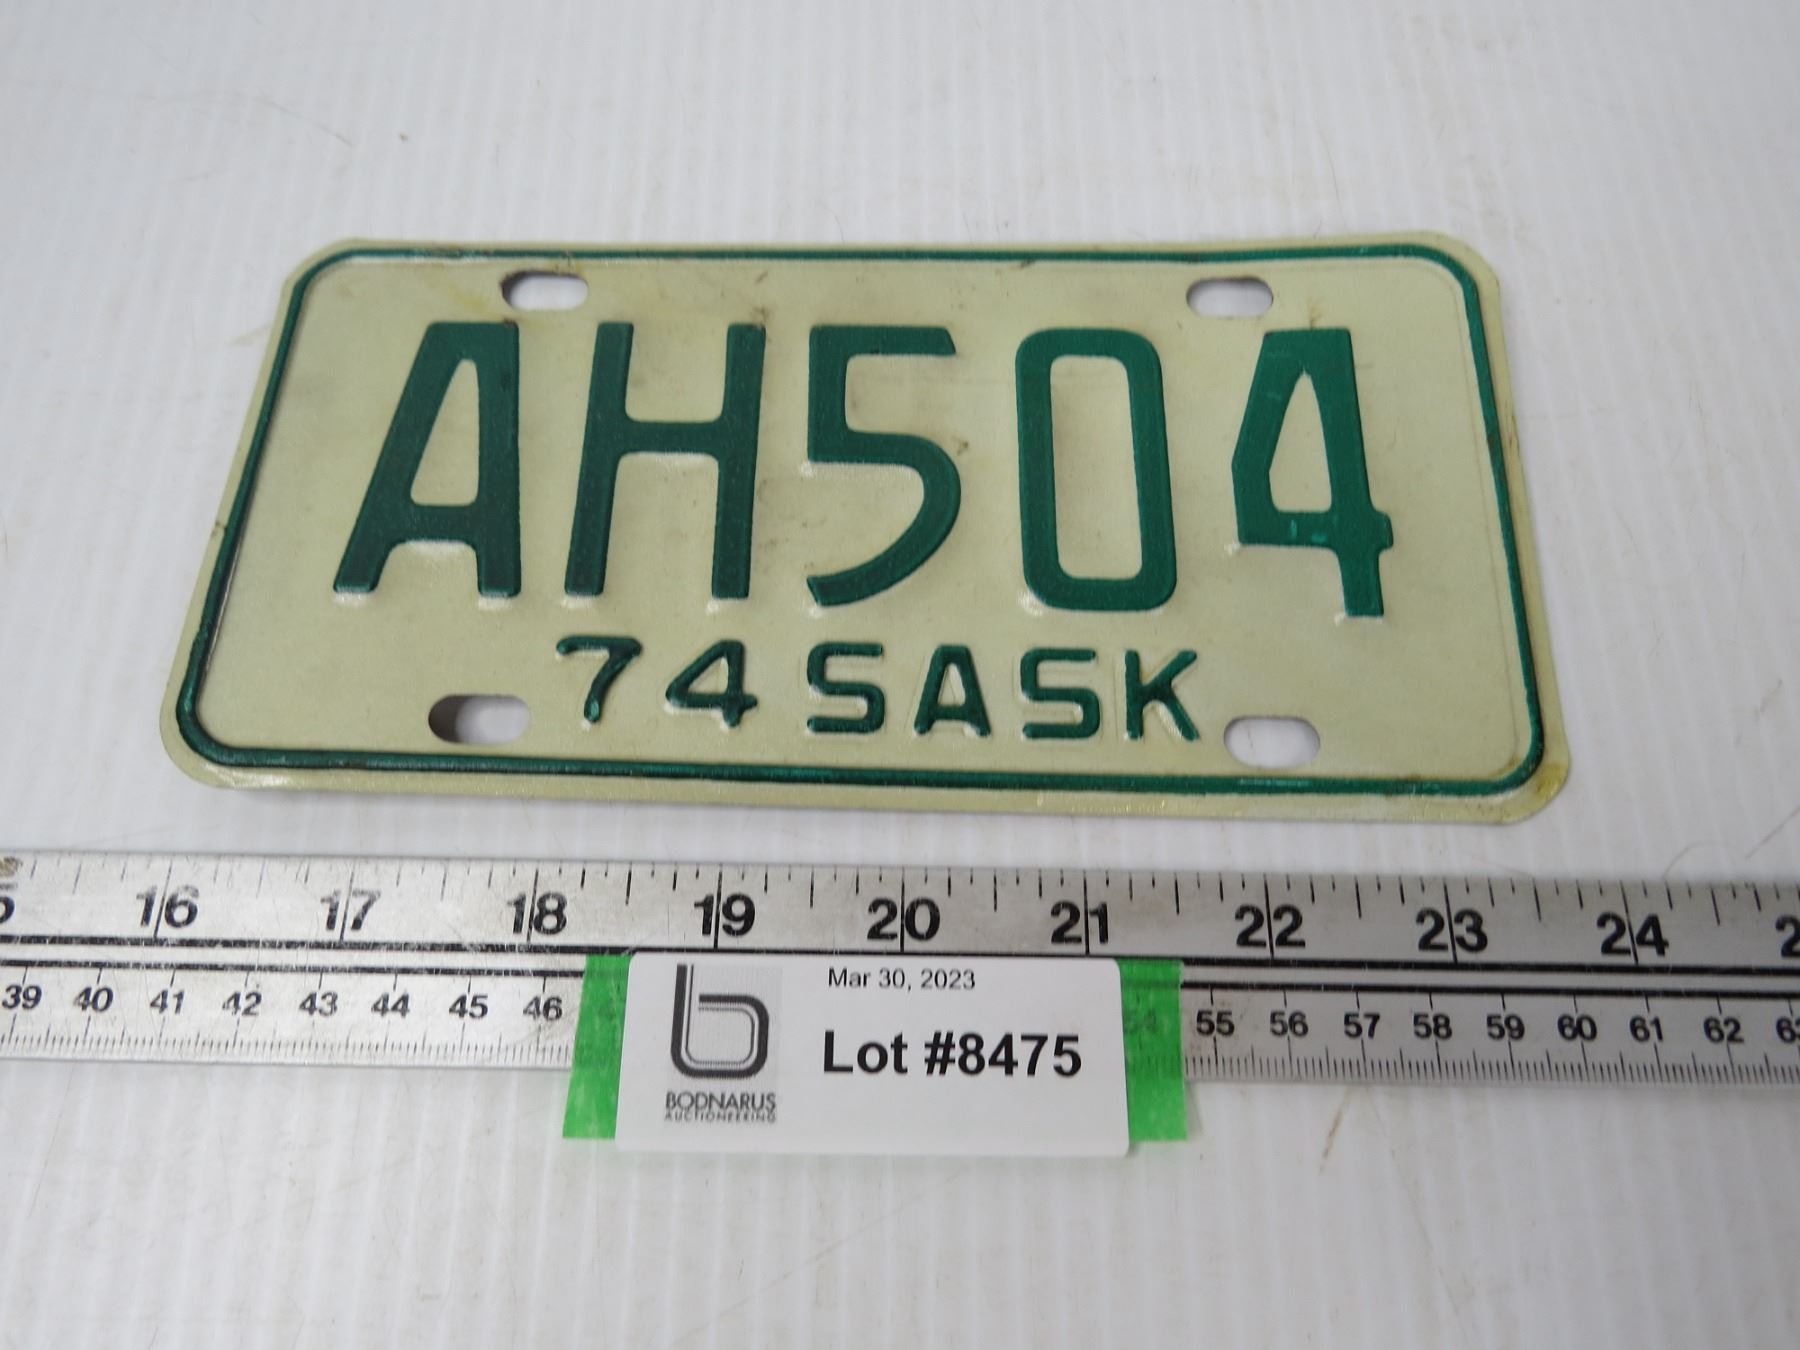 AH504
74 SASK
16 17 18 19 20 21 22 23 24
39 40 41 42 43 44 45 46 55 56 57 58 59 60 61 62
Mar 30, 2023
Lot #8475
BODNARUS
AUCTIONEERING